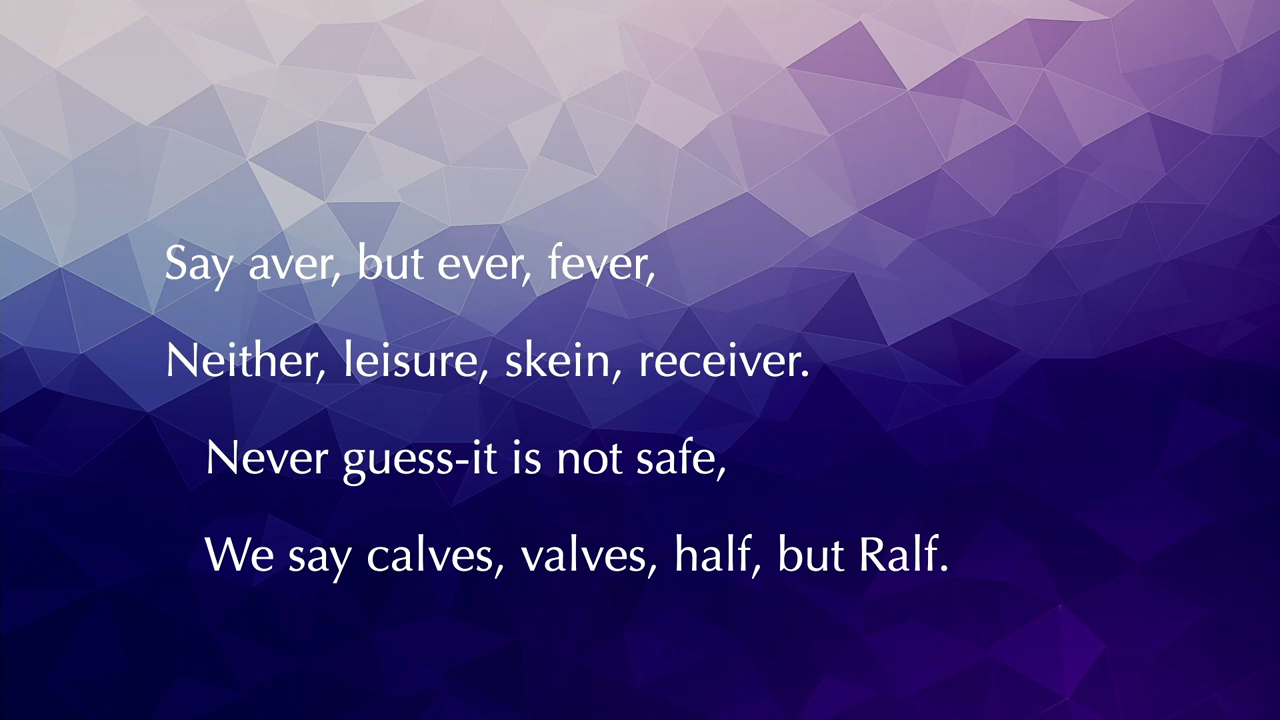 Say aver, but ever, fever,
Neither, leisure, skein, receiver.
Never guess-it is not safe,
We say calves, valves, half, but Ralf.